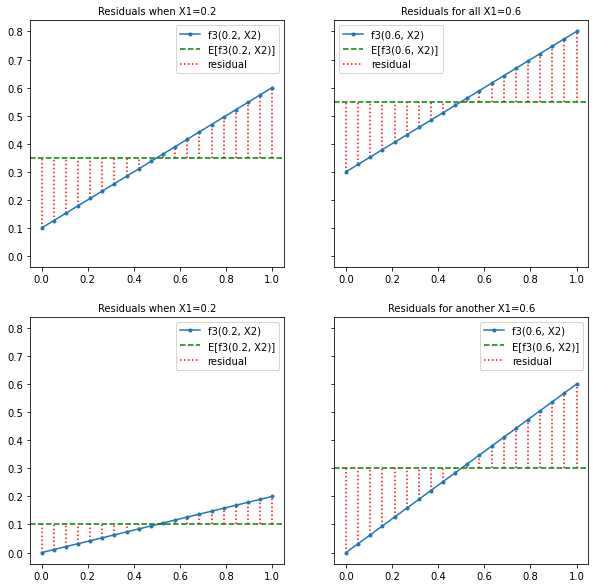 Residuals when X1=0.2
f3(0.2, X2)
E[f3(0.2, X2)]
residual
0.8
0.7
0.6
0.5
0.4
0.3
0.2
0.1
0.0
0.0 0.2 0.4 0.6 0.8 1.0
Residuals for all X1=0.6
f3(0.6, X2)
E[f3(0.6, X2)]
residual
0.0 0.2 0.4 0.6 0.8 1.0
Residuals when X1=0.2
f3(0.2, X2)
E[f3(0.2, X2)]
residual
0.8
0.7
0.6
0.5
0.4
0.3
0.2
0.1
0.0
0.0 0.2 0.4 0.6 0.8 1.0
Residuals for another X1=0.6
f3(0.6, X2)
E[f3(0.6, X2)]
residual
0.0 0.2 0.4 0.6 0.8 1.0